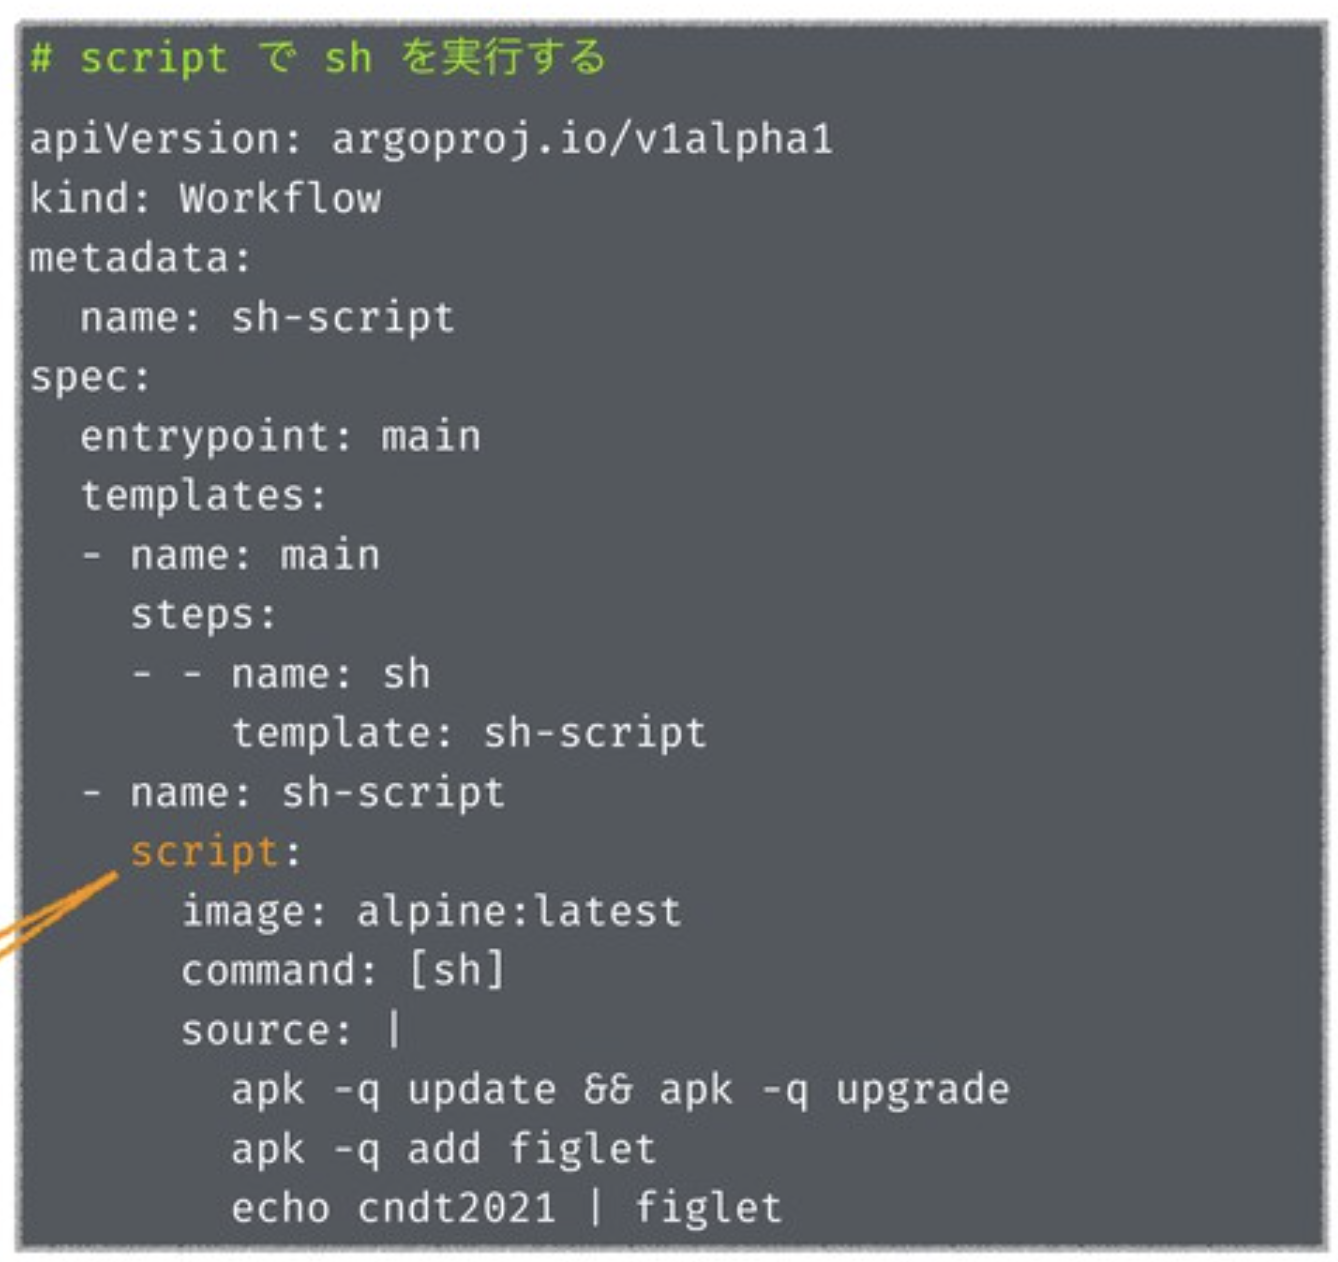 # script で sh を実行する
apiVersion: argoproj.io/v1alpha1
kind: Workflow
metadata:
  name: sh-script
spec:
  entrypoint: main
  templates:
  - name: main
    steps:
    - - name: sh
        template: sh-script
  - name: sh-script
    script:
      image: alpine:latest
      command: [sh]
      source: |
        apk -q update && apk -q upgrade
        apk -q add figlet
        echo cndt2021 | figlet